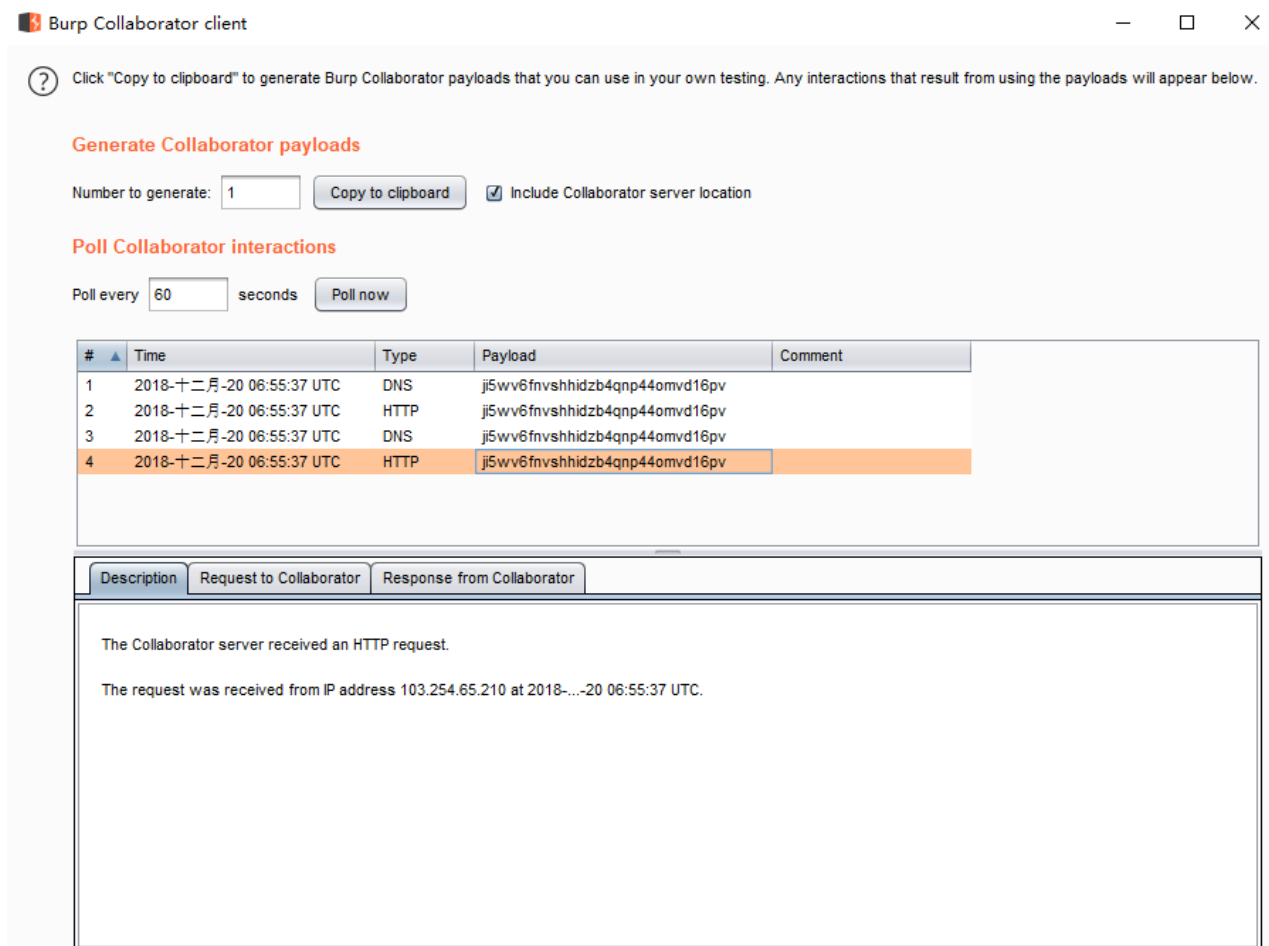 Burp Collaborator client
Click "Copy to clipboard" to generate Burp Collaborator payloads that you can use in your own testing. Any interactions that result from using the payloads will appear below.
Generate Collaborator payloads
Number to generate: 1 Copy to clipboard Include Collaborator server location
Poll Collaborator interactions
Poll every 60 seconds Poll now
# Time Type Payload Comment
1 2018-十二月-20 06:55:37 UTC DNS ji5wv6fnvshhidzb4qnp44omvd16pv
2 2018-十二月-20 06:55:37 UTC HTTP ji5wv6fnvshhidzb4qnp44omvd16pv
3 2018-十二月-20 06:55:37 UTC DNS ji5wv6fnvshhidzb4qnp44omvd16pv
4 2018-十二月-20 06:55:37 UTC HTTP ji5wv6fnvshhidzb4qnp44omvd16pv
Description Request to Collaborator Response from Collaborator
The Collaborator server received an HTTP request.
The request was received from IP address 103.254.65.210 at 2018-...-20 06:55:37 UTC.